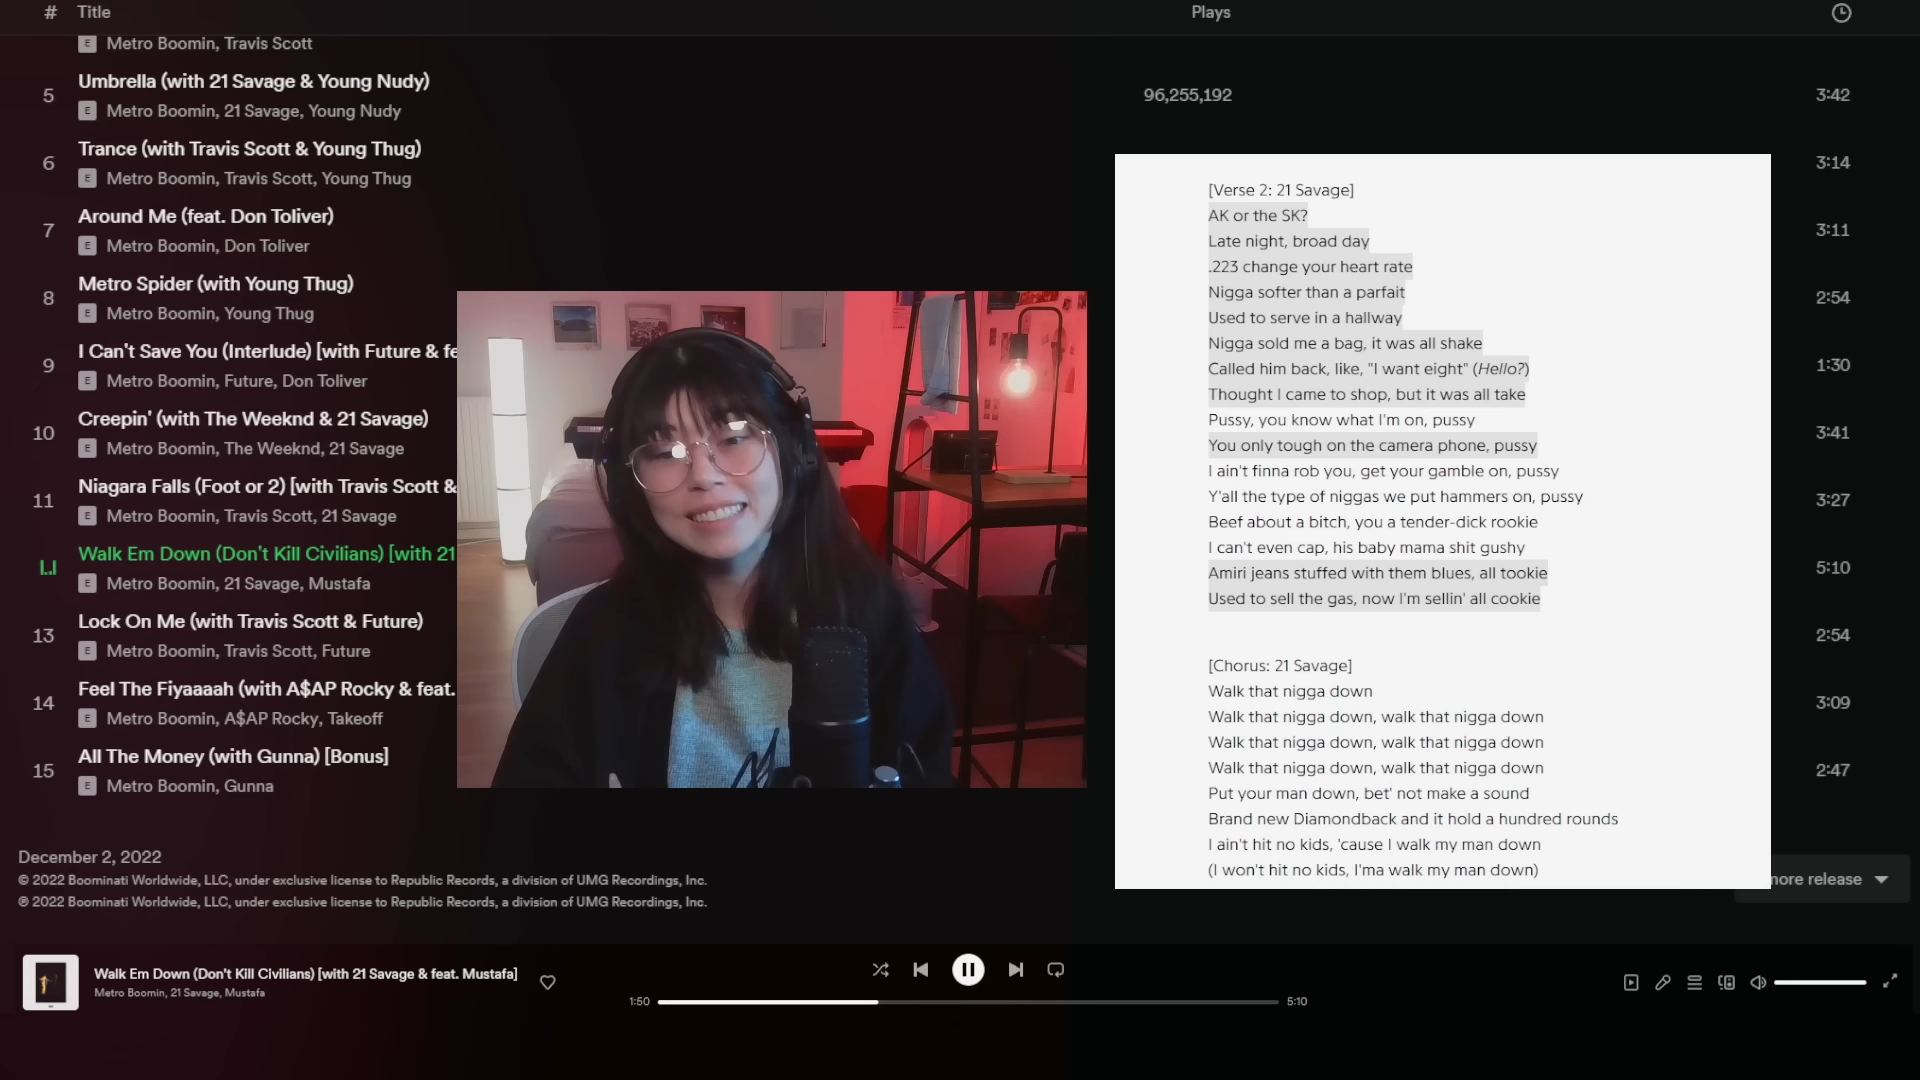 # Title Plays
E Metro Boomin, Travis Scott
5 Umbrella (with 21 Savage & Young Nudy) 96,255,192 3:42
E Metro Boomin, 21 Savage, Young Nudy
6 Trance (with Travis Scott & Young Thug) 3:14
E Metro Boomin, Travis Scott, Young Thug
7 Around Me (feat. Don Toliver) 3:11
E Metro Boomin, Don Toliver
8 Metro Spider (with Young Thug) 2:54
E Metro Boomin, Young Thug
9 I Can't Save You (Interlude) [with Future & fe 1:30
E Metro Boomin, Future, Don Toliver
10 Creepin' (with The Weeknd & 21 Savage) 3:41
E Metro Boomin, The Weeknd, 21 Savage
11 Niagara Falls (Foot or 2) [with Travis Scott & 3:27
E Metro Boomin, Travis Scott, 21 Savage
Walk Em Down (Don't Kill Civilians) [with 21 5:10
E Metro Boomin, 21 Savage, Mustafa
13 Lock On Me (with Travis Scott & Future) 2:54
E Metro Boomin, Travis Scott, Future
14 Feel The Fiyaaaah (with A$AP Rocky & feat. 3:09
E Metro Boomin, A$AP Rocky, Takeoff
15 All The Money (with Gunna) [Bonus] 2:47
E Metro Boomin, Gunna
[Verse 2: 21 Savage]
AK or the SK?
Late night, broad day
.223 change your heart rate
Nigga softer than a parfait
Used to serve in a hallway
Nigga sold me a bag, it was all shake
Called him back, like, "I want eight" (Hello?)
Thought I came to shop, but it was all take
Pussy, you know what I'm on, pussy
You only tough on the camera phone, pussy
I ain't finna rob you, get your gamble on, pussy
Y'all the type of niggas we put hammers on, pussy
Beef about a bitch, you a tender-dick rookie
I can't even cap, his baby mama shit gushy
Amiri jeans stuffed with them blues, all tookie
Used to sell the gas, now I'm sellin' all cookie
[Chorus: 21 Savage]
Walk that nigga down
Walk that nigga down, walk that nigga down
Walk that nigga down, walk that nigga down
Walk that nigga down, walk that nigga down
Put your man down, bet' not make a sound
Brand new Diamondback and it hold a hundred rounds
I ain't hit no kids, 'cause I walk my man down
(I won't hit no kids, I'ma walk my man down)
December 2, 2022
© 2022 Boominati Worldwide, LLC, under exclusive license to Republic Records, a division of UMG Recordings, Inc.
℗ 2022 Boominati Worldwide, LLC, under exclusive license to Republic Records, a division of UMG Recordings, Inc.
more release
Walk Em Down (Don't Kill Civilians) [with 21 Savage & feat. Mustafa]
Metro Boomin, 21 Savage, Mustafa
1:50 5:10